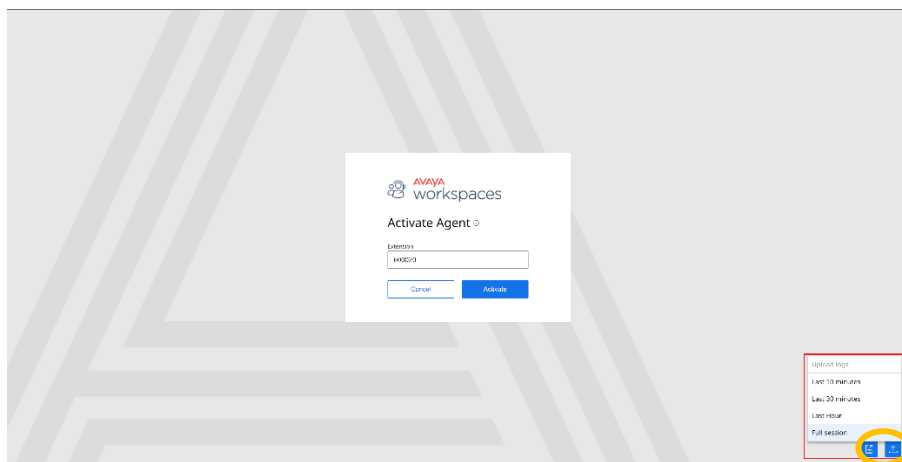 AVAYA
workspaces
Activate Agent
Extension
600020
Cancel
Activate
Upload logs
Last 10 minutes
Last 30 minutes
Last Hour
Full session